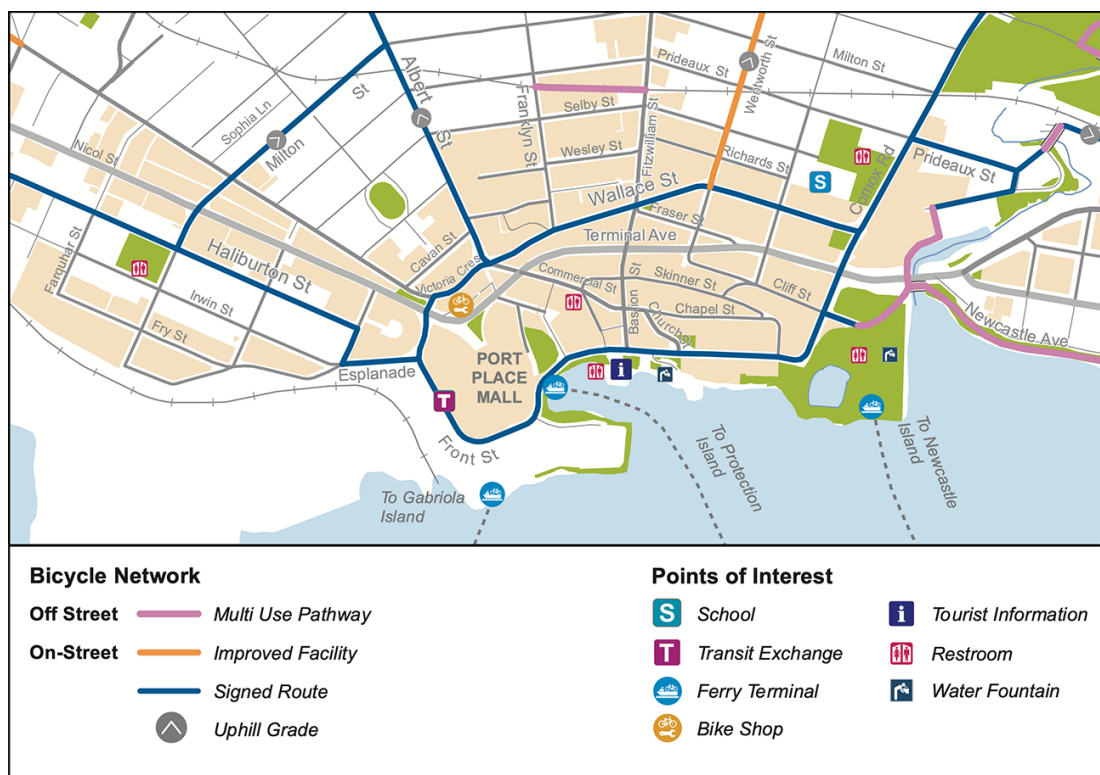 Prideaux St
Wentworth St
Milton St
Albert St
St
Milton
Sophia Ln
Nicol St
Franklyn St
Selby St
Fitzwilliam St
Wesley St
Richards St
S
Comox Rd
Prideaux St
Wallace St
Fraser St
Terminal Ave
Cavan St
Victoria Cres
Farquhar St
Haliburton St
Commercial St
Bastion St
Skinner St
Cliff St
Chapel St
Church St
Newcastle Ave
Irwin St
Fry St
Esplanade
PORT
PLACE
MALL
i
T
Front St
To Gabriola
Island
To Protection
Island
To Newcastle
Island
Bicycle Network
Off Street
Multi Use Pathway
On-Street
Improved Facility
Signed Route
Uphill Grade
Points of Interest
S
School
T
Transit Exchange
Ferry Terminal
Bike Shop
i
Tourist Information
Restroom
Water Fountain